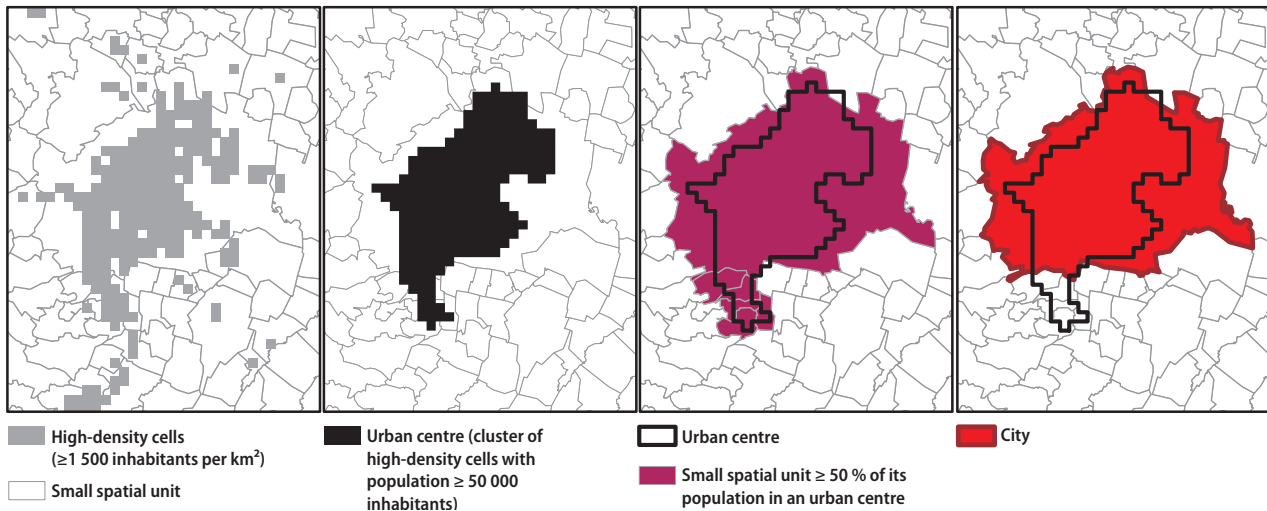 High-density cells
(≥1 500 inhabitants per km²)
Small spatial unit
Urban centre (cluster of
high-density cells with
population ≥ 50 000
inhabitants)
Urban centre
Small spatial unit ≥ 50 % of its
population in an urban centre
City